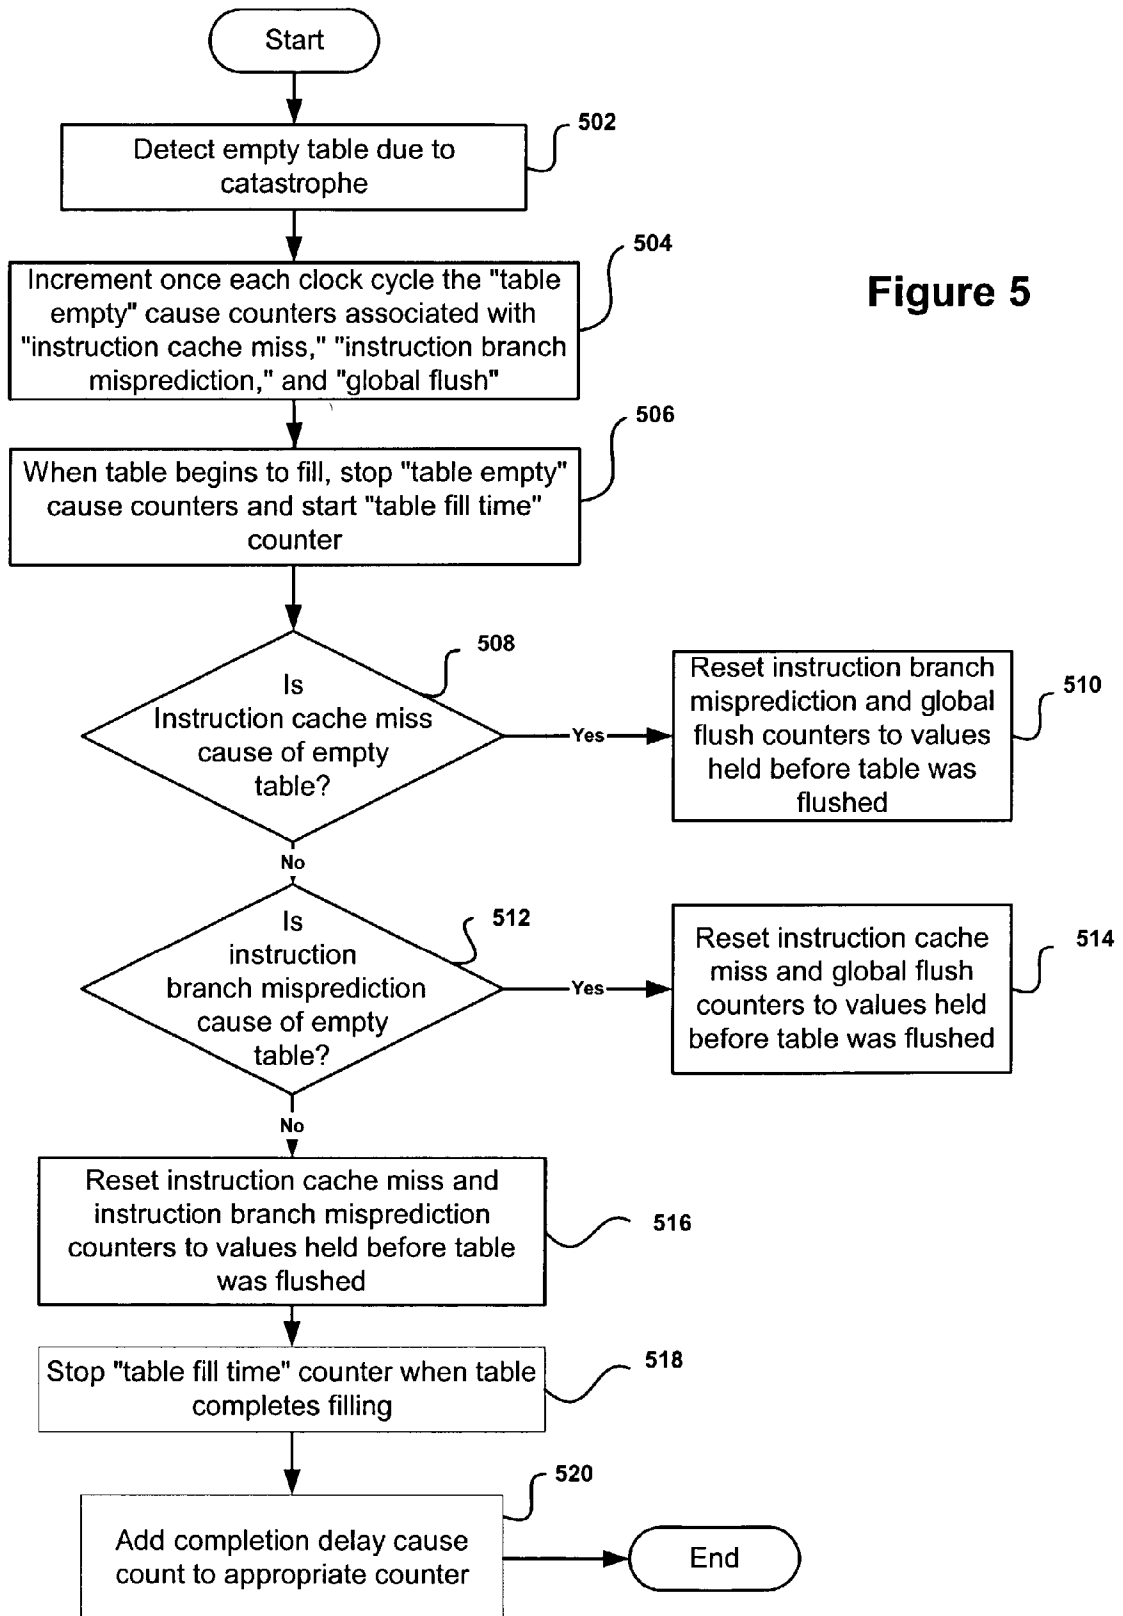 Start
502
Detect empty table due to
catastrophe
504
Increment once each clock cycle the "table
empty" cause counters associated with
"instruction cache miss," "instruction branch
misprediction," and "global flush"
Figure 5
506
When table begins to fill, stop "table empty"
cause counters and start "table fill time"
counter
508
Is
Instruction cache miss
cause of empty
table?
Yes
510
Reset instruction branch
misprediction and global
flush counters to values
held before table was
flushed
No
512
Is
instruction
branch misprediction
cause of empty
table?
Yes
514
Reset instruction cache
miss and global flush
counters to values held
before table was flushed
No
516
Reset instruction cache miss and
instruction branch misprediction
counters to values held before table
was flushed
518
Stop "table fill time" counter when table
completes filling
520
Add completion delay cause
count to appropriate counter
End